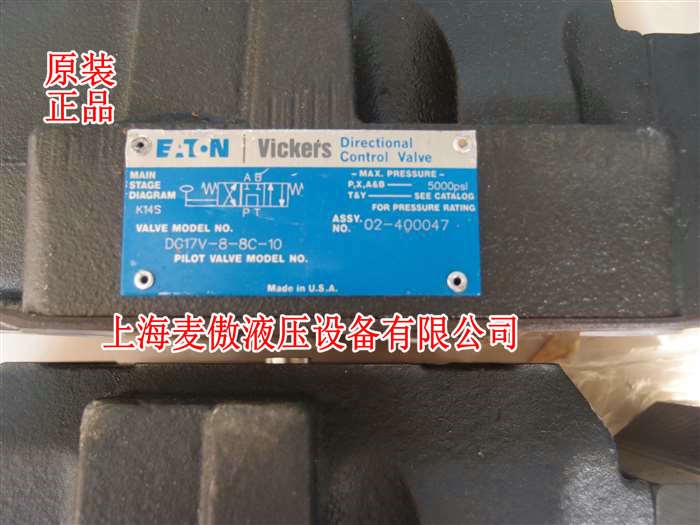 原装
正品
EATON Vickers Directional
Control Valve
MAIN
STAGE
DIAGRAM
K14S
A B
P T
— MAX. PRESSURE —
P,X,A&B — 5000psi
T&Y — SEE CATALOG
FOR PRESSURE RATING
VALVE MODEL NO.
DG17V-8-8C-10
ASSY.
NO. 02-400047
PILOT VALVE MODEL NO.
Made in U.S.A.
上海麦傲液压设备有限公司